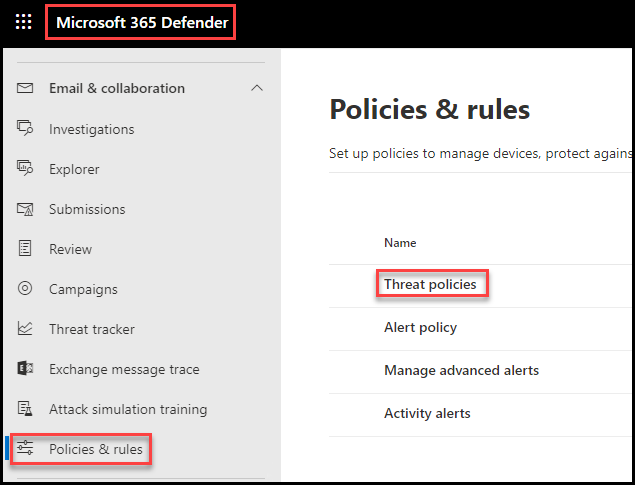 Microsoft 365 Defender
Email & collaboration
Investigations
Explorer
Submissions
Review
Campaigns
Threat tracker
Exchange message trace
Attack simulation training
Policies & rules
Policies & rules
Set up policies to manage devices, protect agains
Name
Threat policies
Alert policy
Manage advanced alerts
Activity alerts